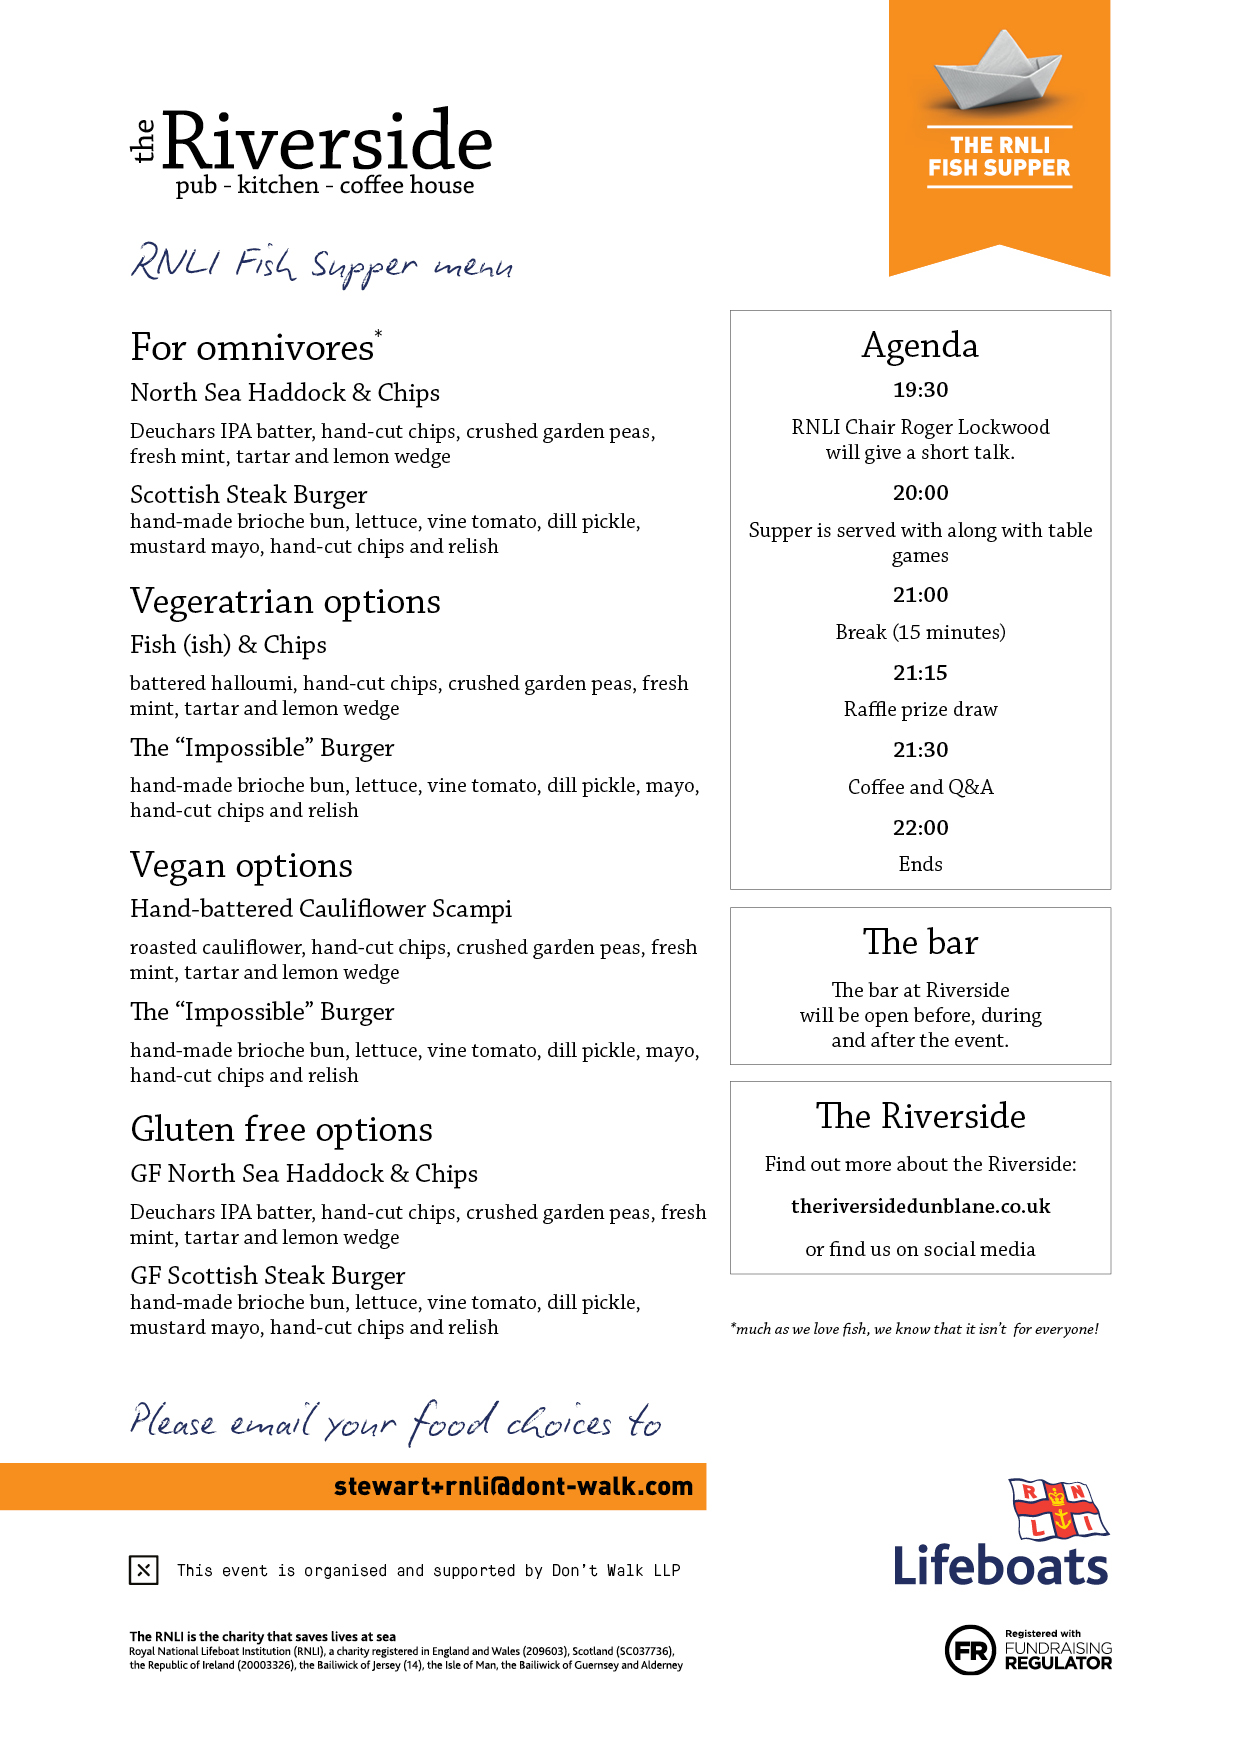 the Riverside
pub - kitchen - coffee house
THE RNLI
FISH SUPPER
RNLI Fish Supper menu
For omnivores*
North Sea Haddock & Chips
Deuchars IPA batter, hand-cut chips, crushed garden peas,
fresh mint, tartar and lemon wedge
Scottish Steak Burger
hand-made brioche bun, lettuce, vine tomato, dill pickle,
mustard mayo, hand-cut chips and relish
Vegeratrian options
Fish (ish) & Chips
battered halloumi, hand-cut chips, crushed garden peas, fresh
mint, tartar and lemon wedge
The “Impossible” Burger
hand-made brioche bun, lettuce, vine tomato, dill pickle, mayo,
hand-cut chips and relish
Vegan options
Hand-battered Cauliflower Scampi
roasted cauliflower, hand-cut chips, crushed garden peas, fresh
mint, tartar and lemon wedge
The “Impossible” Burger
hand-made brioche bun, lettuce, vine tomato, dill pickle, mayo,
hand-cut chips and relish
Gluten free options
GF North Sea Haddock & Chips
Deuchars IPA batter, hand-cut chips, crushed garden peas, fresh
mint, tartar and lemon wedge
GF Scottish Steak Burger
hand-made brioche bun, lettuce, vine tomato, dill pickle,
mustard mayo, hand-cut chips and relish
Agenda
19:30
RNLI Chair Roger Lockwood
will give a short talk.
20:00
Supper is served with along with table
games
21:00
Break (15 minutes)
21:15
Raffle prize draw
21:30
Coffee and Q&A
22:00
Ends
The bar
The bar at Riverside
will be open before, during
and after the event.
The Riverside
Find out more about the Riverside:
theriversidedunblane.co.uk
or find us on social media
*much as we love fish, we know that it isn’t for everyone!
Please email your food choices to
stewart+rnli@dont-walk.com
This event is organised and supported by Don’t Walk LLP
The RNLI is the charity that saves lives at sea
Royal National Lifeboat Institution (RNLI), a charity registered in England and Wales (209603), Scotland (SC037736),
the Republic of Ireland (20003326), the Bailiwick of Jersey (14), the Isle of Man, the Bailiwick of Guernsey and Alderney
R N
L I
Lifeboats
FR
Registered with
FUNDRAISING
REGULATOR